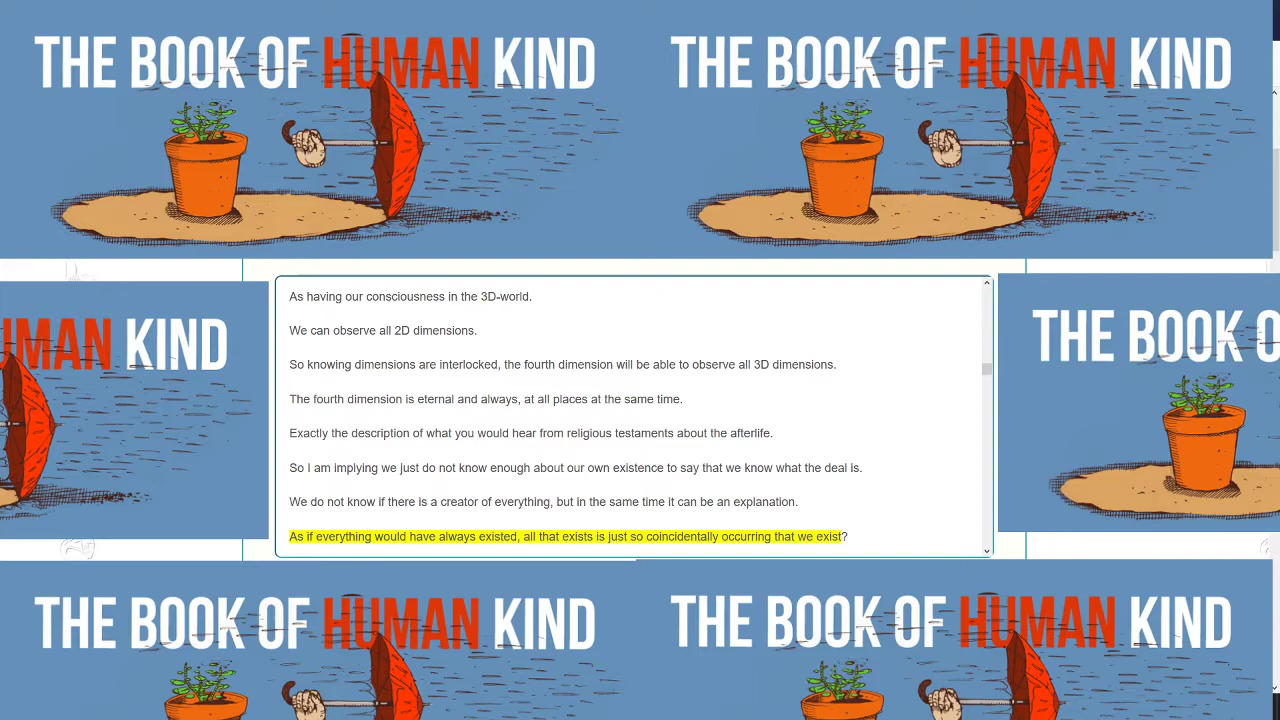 THE BOOK OF HUMAN KIND
THE BOOK OF HUMAN KIND
As having our consciousness in the 3D-world.
We can observe all 2D dimensions.
So knowing dimensions are interlocked, the fourth dimension will be able to observe all 3D dimensions.
The fourth dimension is eternal and always, at all places at the same time.
Exactly the description of what you would hear from religious testaments about the afterlife.
So I am implying we just do not know enough about our own existence to say that we know what the deal is.
We do not know if there is a creator of everything, but in the same time it can be an explanation.
As if everything would have always existed, all that exists is just so coincidentally occurring that we exist?
UMAN KIND
THE BOOK O
THE BOOK OF HUMAN KIND
THE BOOK OF HUMAN KIND